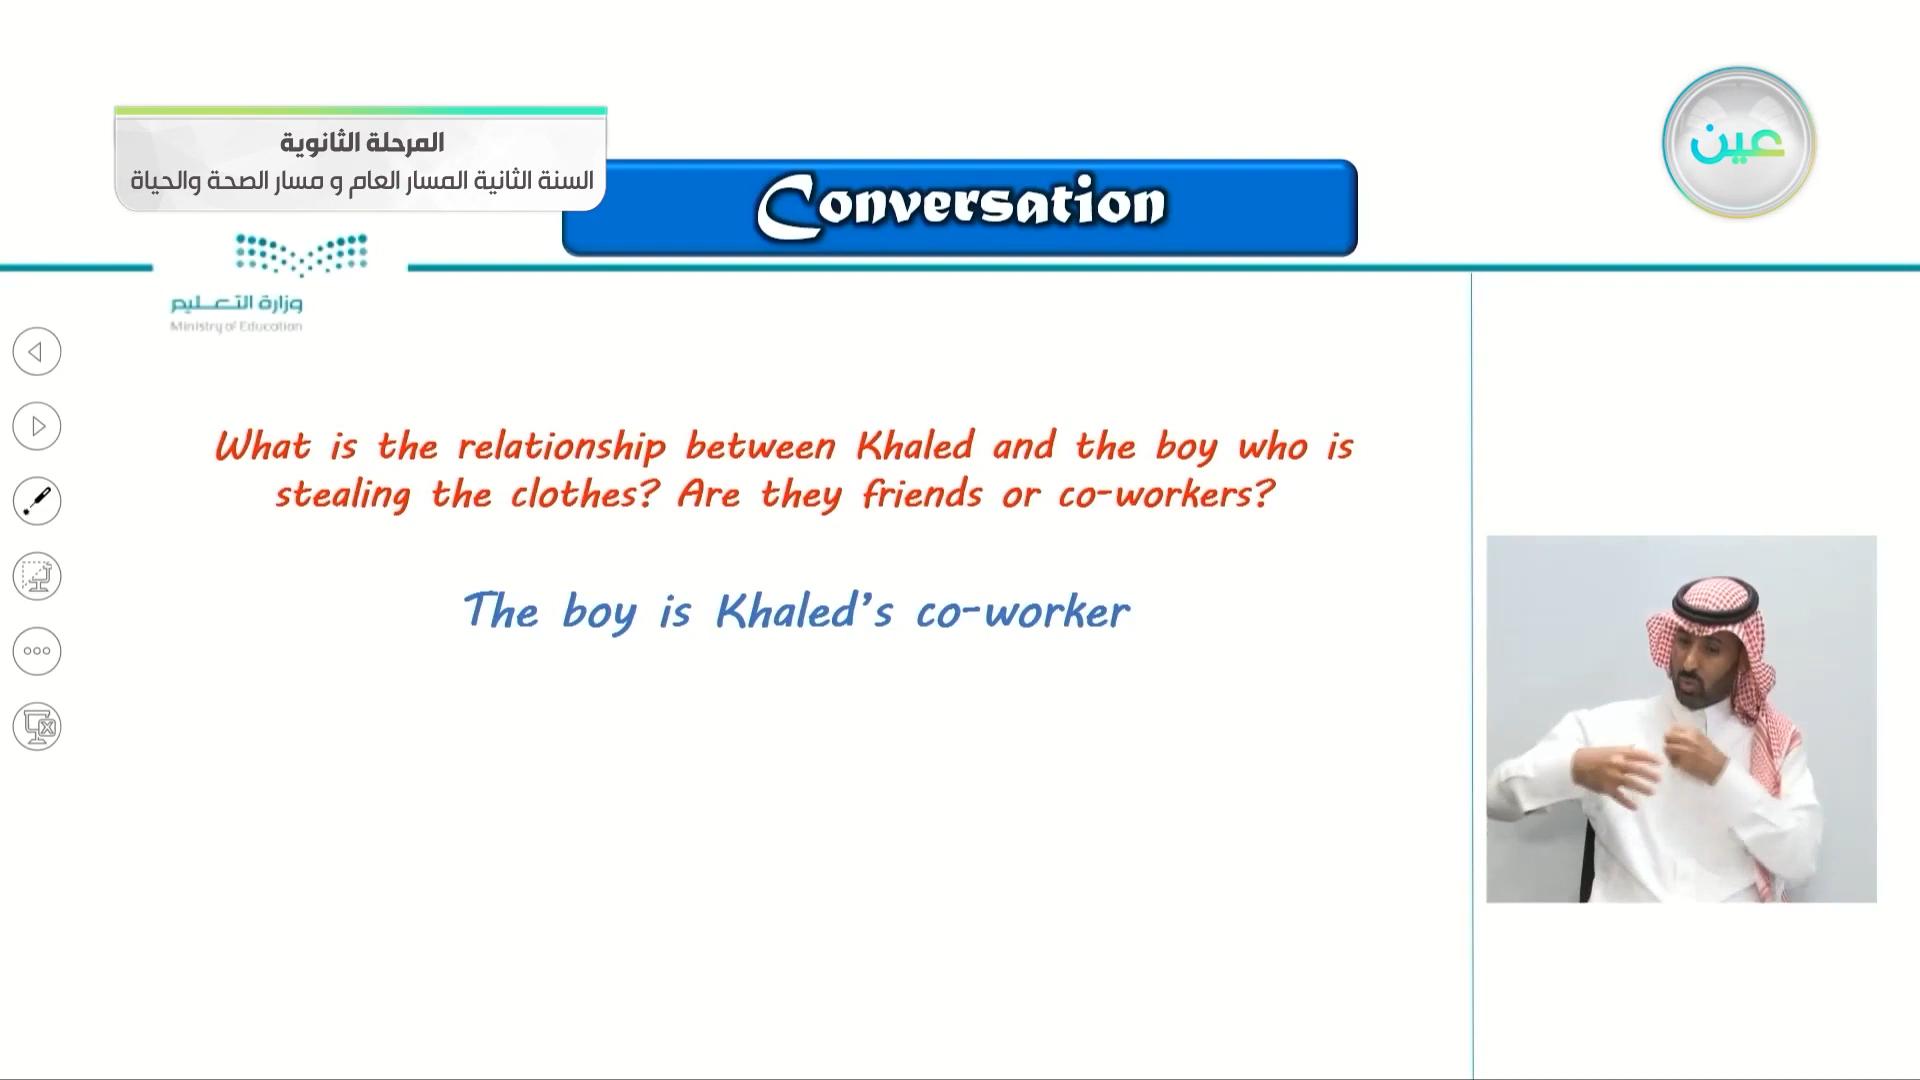 المرحلة الثانوية
السنة الثانية المسار العام و مسار الصحة والحياة
Conversation
عين
وزارة التعليم
Ministry of Education
What is the relationship between Khaled and the boy who is
stealing the clothes? Are they friends or co-workers?
The boy is Khaled's co-worker